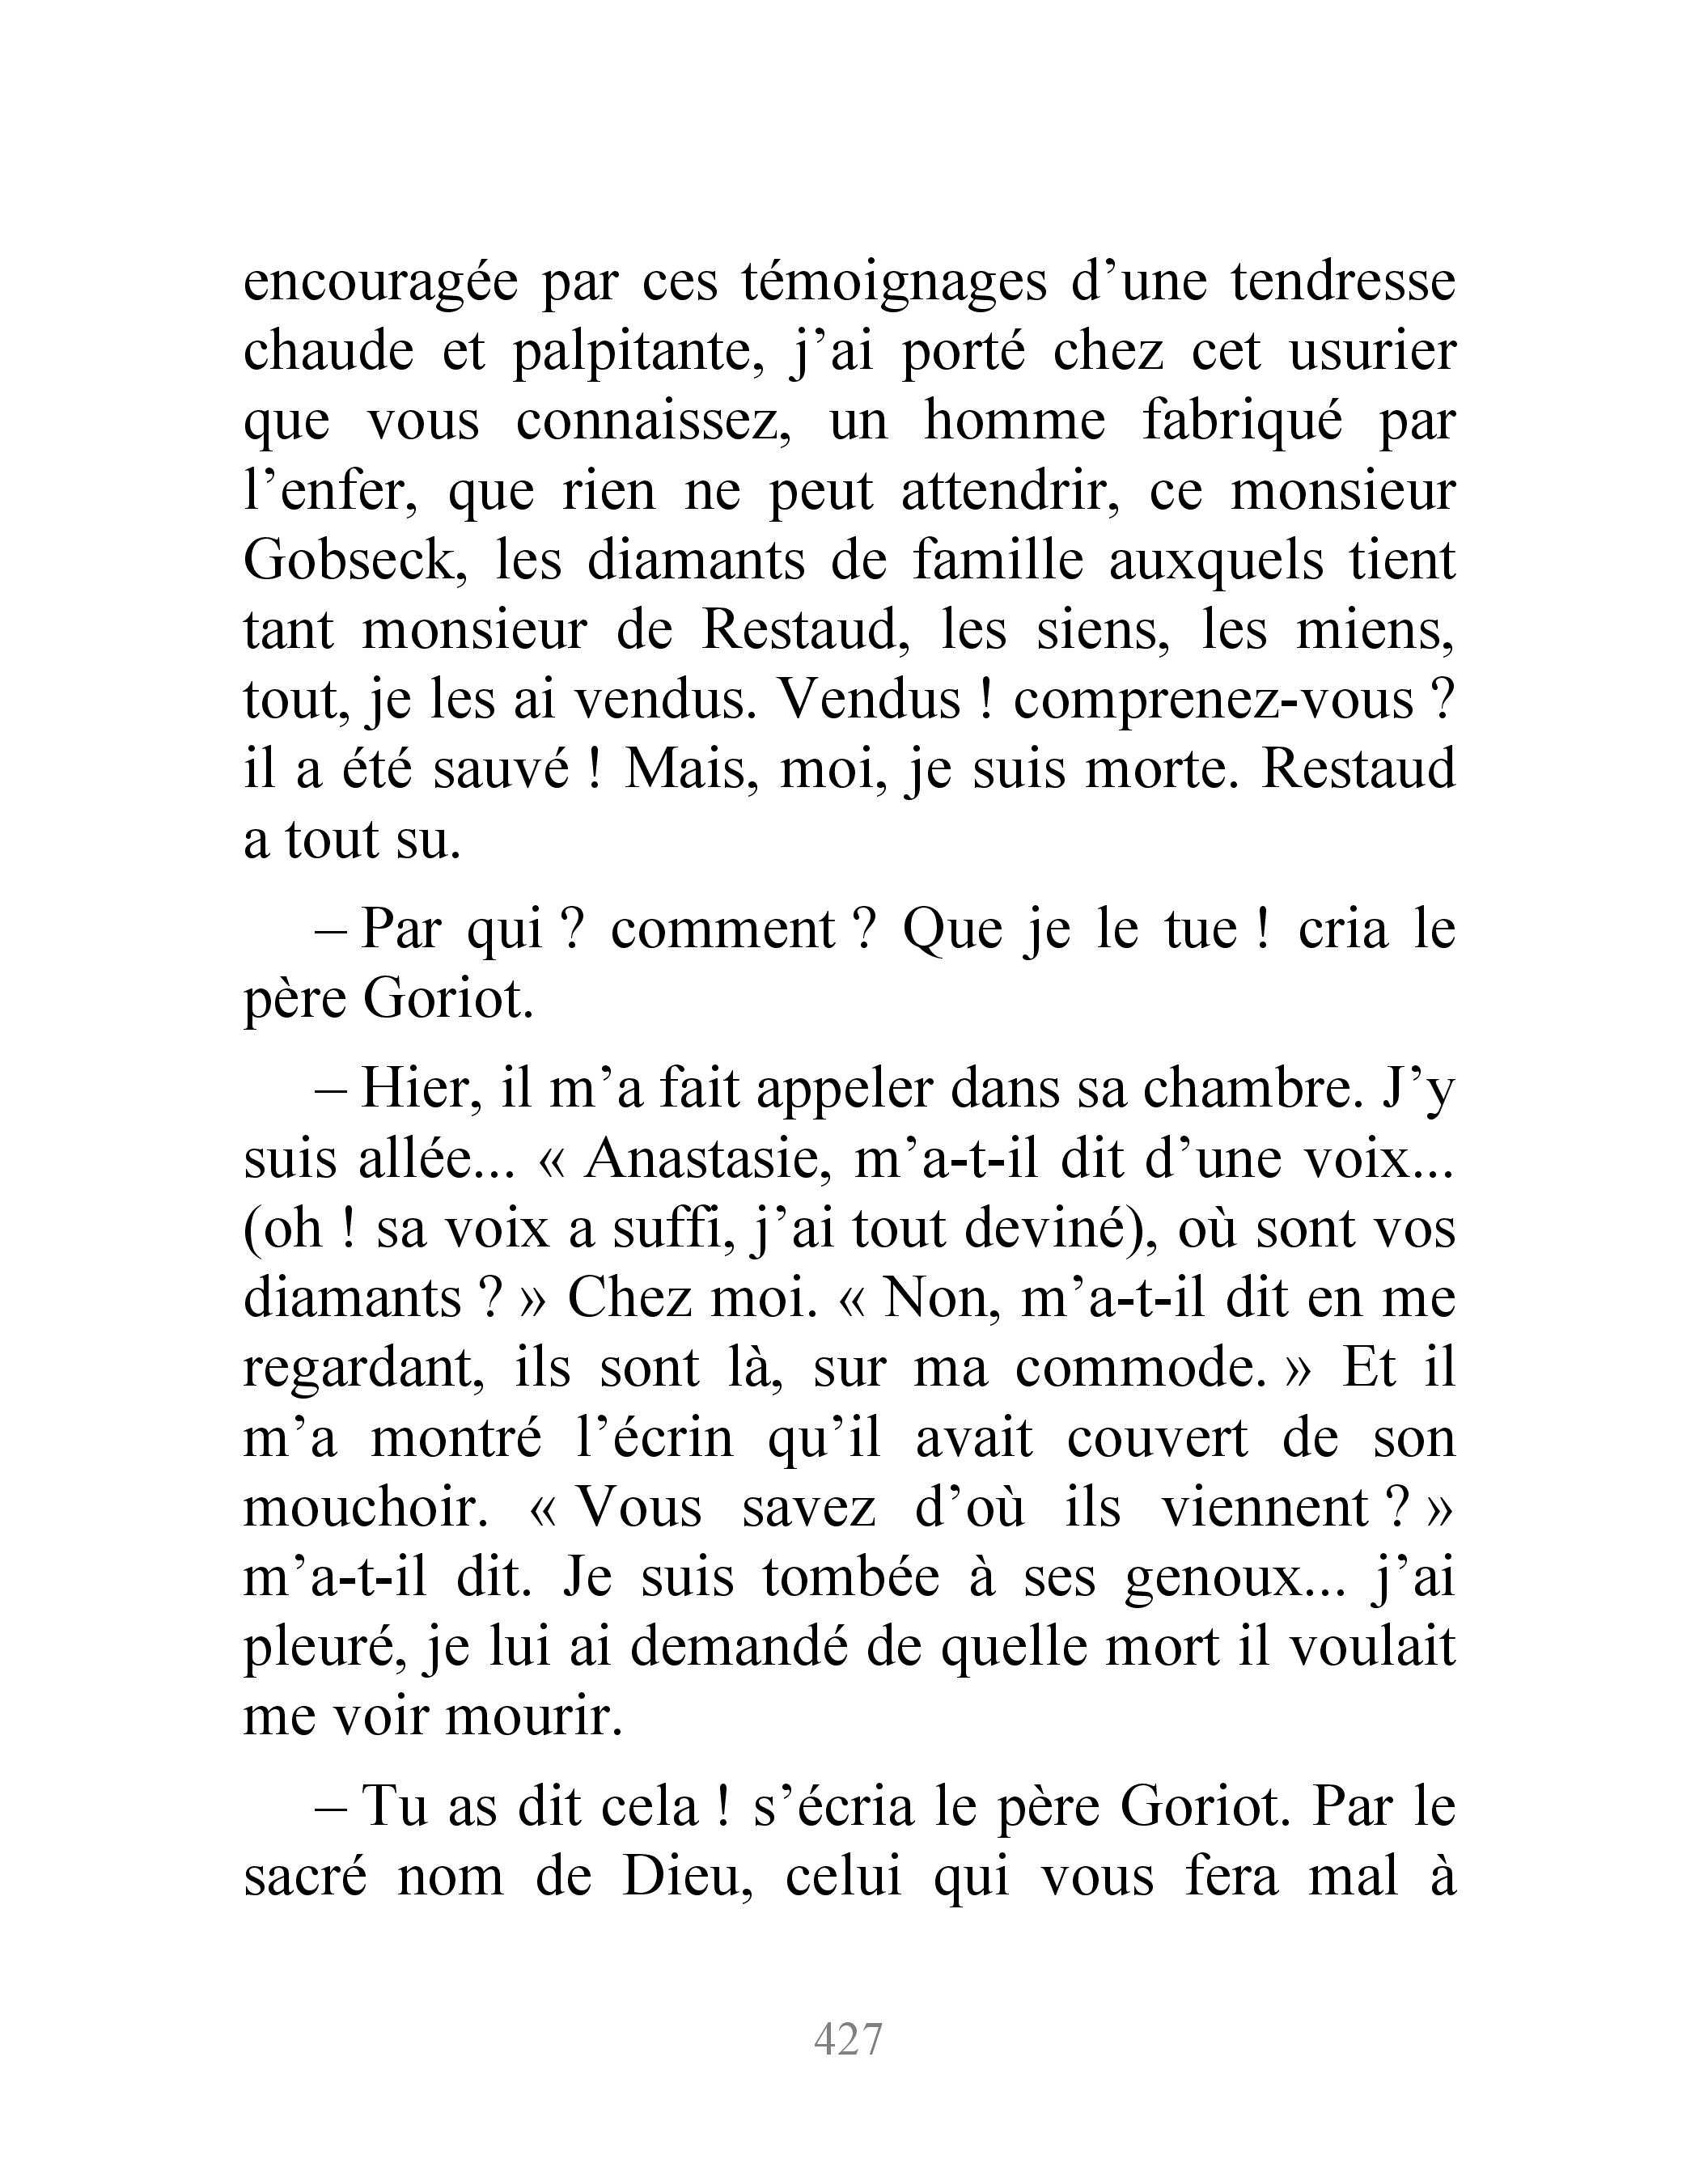 encouragée par ces témoignages d’une tendresse
chaude et palpitante, j’ai porté chez cet usurier
que vous connaissez, un homme fabriqué par
l’enfer, que rien ne peut attendrir, ce monsieur
Gobseck, les diamants de famille auxquels tient
tant monsieur de Restaud, les siens, les miens,
tout, je les ai vendus. Vendus ! comprenez-vous ?
il a été sauvé ! Mais, moi, je suis morte. Restaud
a tout su.
– Par qui ? comment ? Que je le tue ! cria le
père Goriot.
– Hier, il m’a fait appeler dans sa chambre. J’y
suis allée... « Anastasie, m’a-t-il dit d’une voix...
(oh ! sa voix a suffi, j’ai tout deviné), où sont vos
diamants ? » Chez moi. « Non, m’a-t-il dit en me
regardant, ils sont là, sur ma commode. » Et il
m’a montré l’écrin qu’il avait couvert de son
mouchoir. « Vous savez d’où ils viennent ? »
m’a-t-il dit. Je suis tombée à ses genoux... j’ai
pleuré, je lui ai demandé de quelle mort il voulait
me voir mourir.
– Tu as dit cela ! s’écria le père Goriot. Par le
sacré nom de Dieu, celui qui vous fera mal à
427